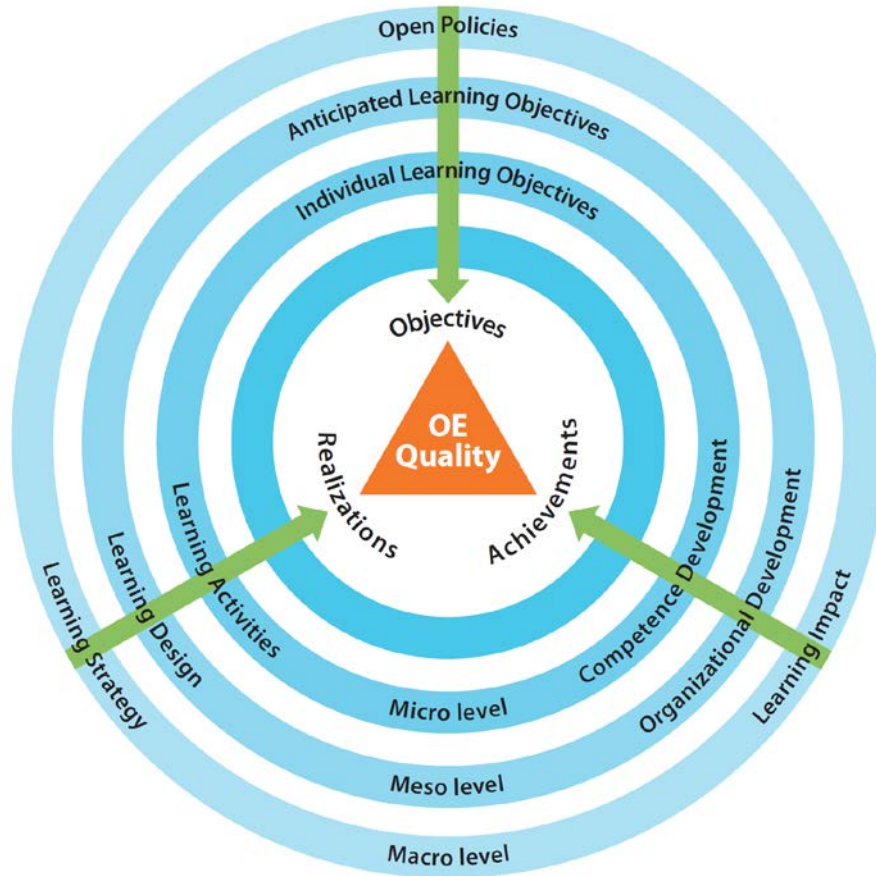 Open Policies
Anticipated Learning Objectives
Individual Learning Objectives
Objectives
OE
Quality
Realizations
Achievements
Learning Activities
Learning Design
Learning Strategy
Competence Development
Organizational Development
Learning Impact
Micro level
Meso level
Macro level